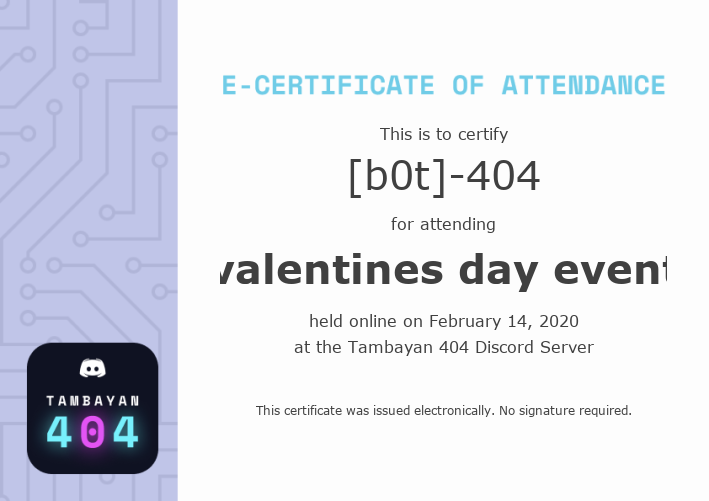 E-CERTIFICATE OF ATTENDANCE
This is to certify
[b0t]-404
for attending
valentines day event
held online on February 14, 2020
at the Tambayan 404 Discord Server
This certificate was issued electronically. No signature required.
TAMBAYAN
404